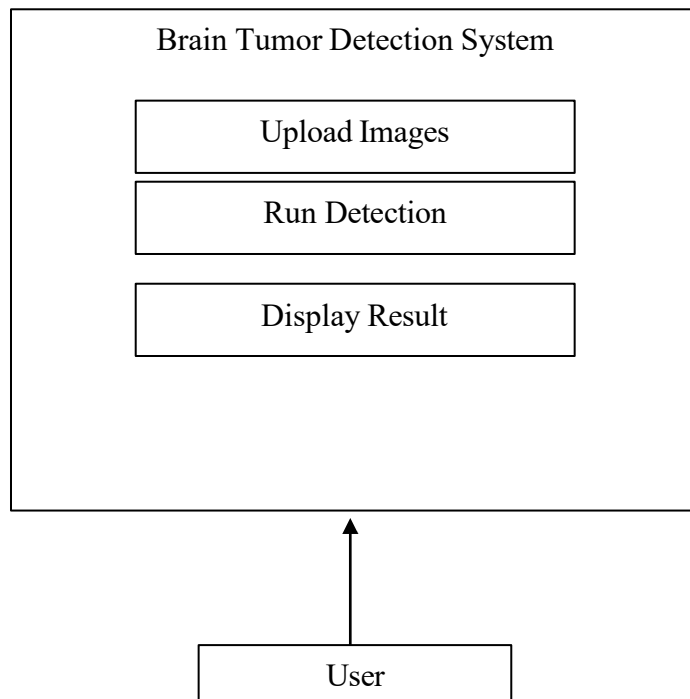 Brain Tumor Detection System
Upload Images
Run Detection
Display Result
User